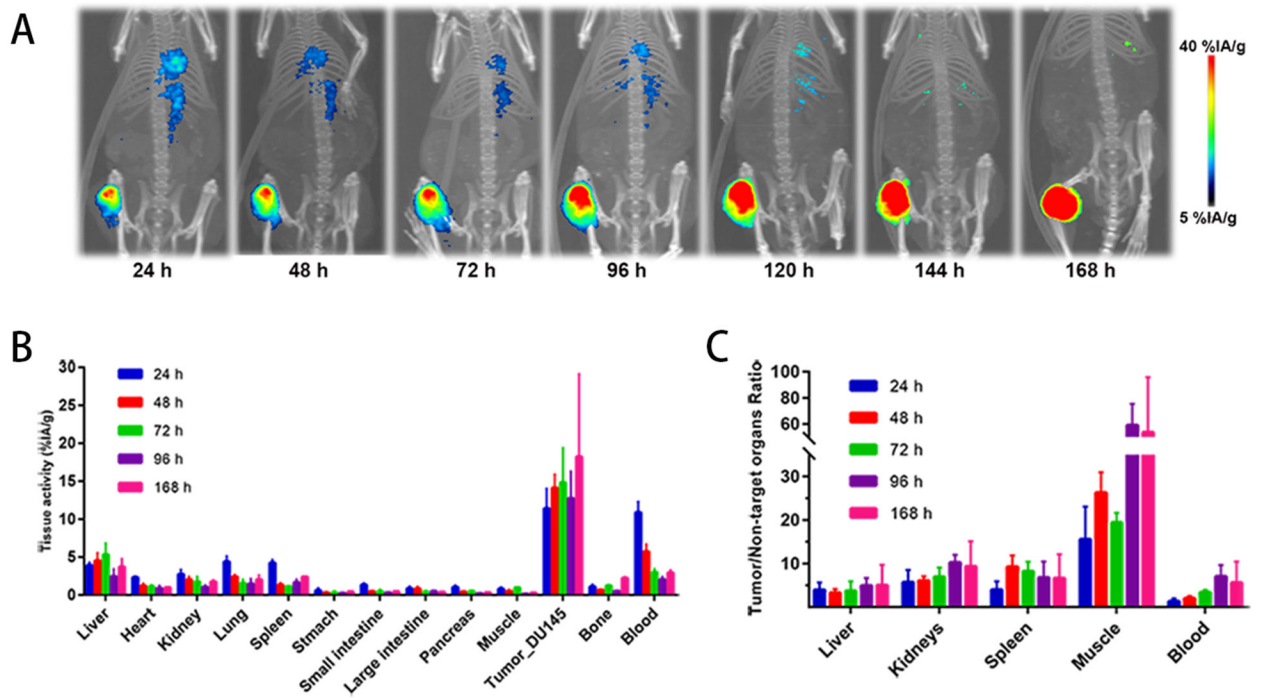 A
40 %IA/g
5 %IA/g
24 h
48 h
72 h
96 h
120 h
144 h
168 h
B
Tissue activity (%IA/g)
30
25
20
15
10
5
0
24 h
48 h
72 h
96 h
168 h
Liver
Heart
Kidney
Lung
Spleen
Stmach
Small intestine
Large intestine
Pancreas
Muscle
Tumor_DU145
Bone
Blood
C
Tumor/Non-target organs Ratio
100
80
60
30
20
10
24 h
48 h
72 h
96 h
168 h
Liver
Kidneys
Spleen
Muscle
Blood